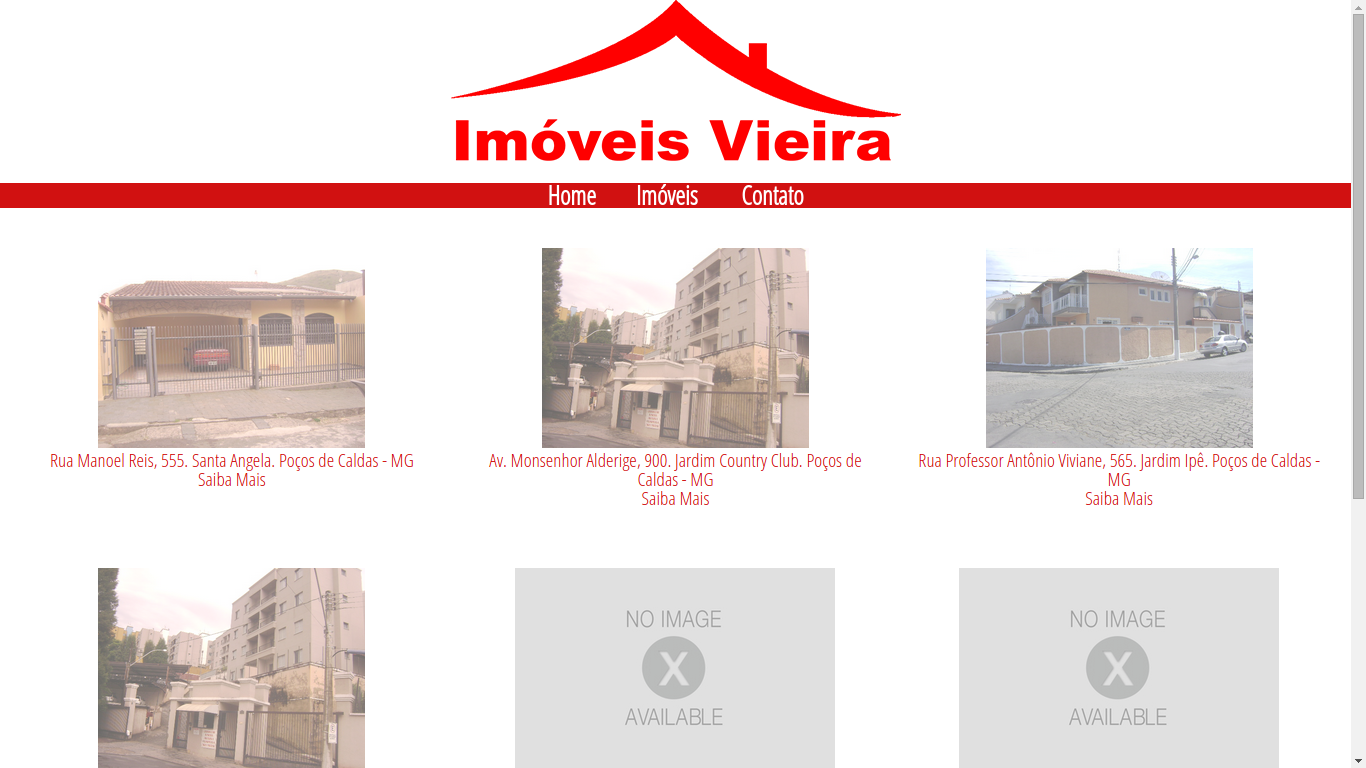 Imóveis Vieira
Home Imóveis Contato
Rua Manoel Reis, 555. Santa Angela. Poços de Caldas - MG
Saiba Mais
Av. Monsenhor Alderige, 900. Jardim Country Club. Poços de
Caldas - MG
Saiba Mais
Rua Professor Antônio Viviane, 565. Jardim Ipê. Poços de Caldas -
MG
Saiba Mais
NO IMAGE
X
AVAILABLE
NO IMAGE
X
AVAILABLE